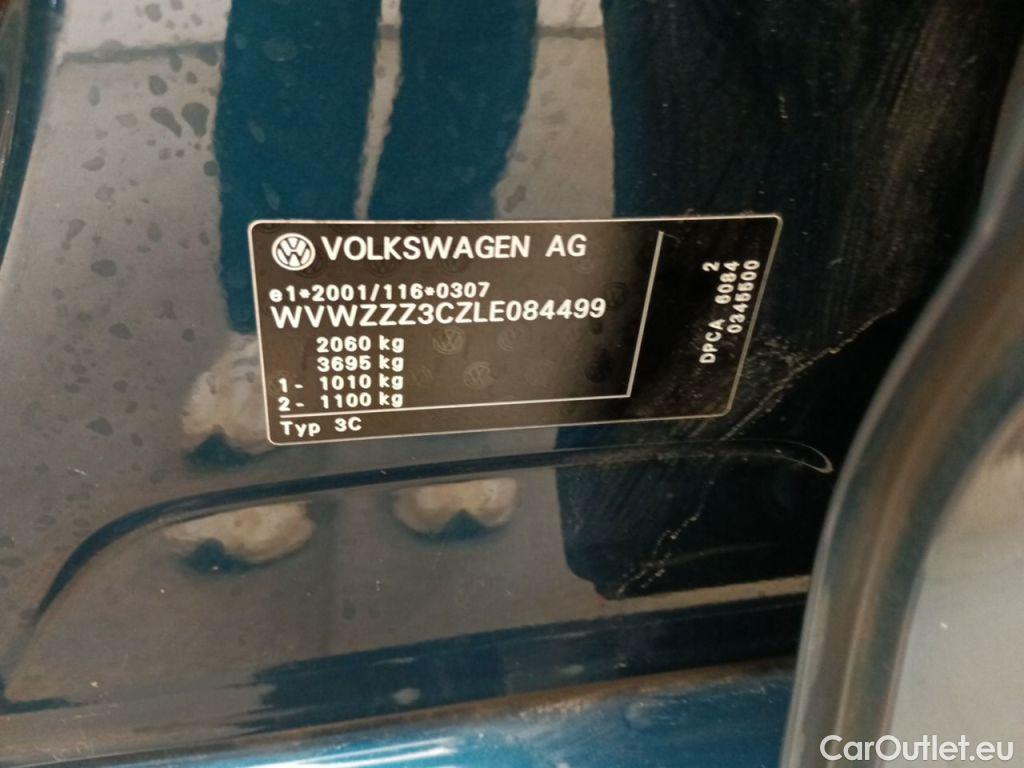 VOLKSWAGEN AG
e1*2001/116*0307
WVWZZZ3CZLE084499
2060 kg
3695 kg
1- 1010 kg
2- 1100 kg
Typ 3C
2
DPCA 6084
0345500
CarOutlet.eu